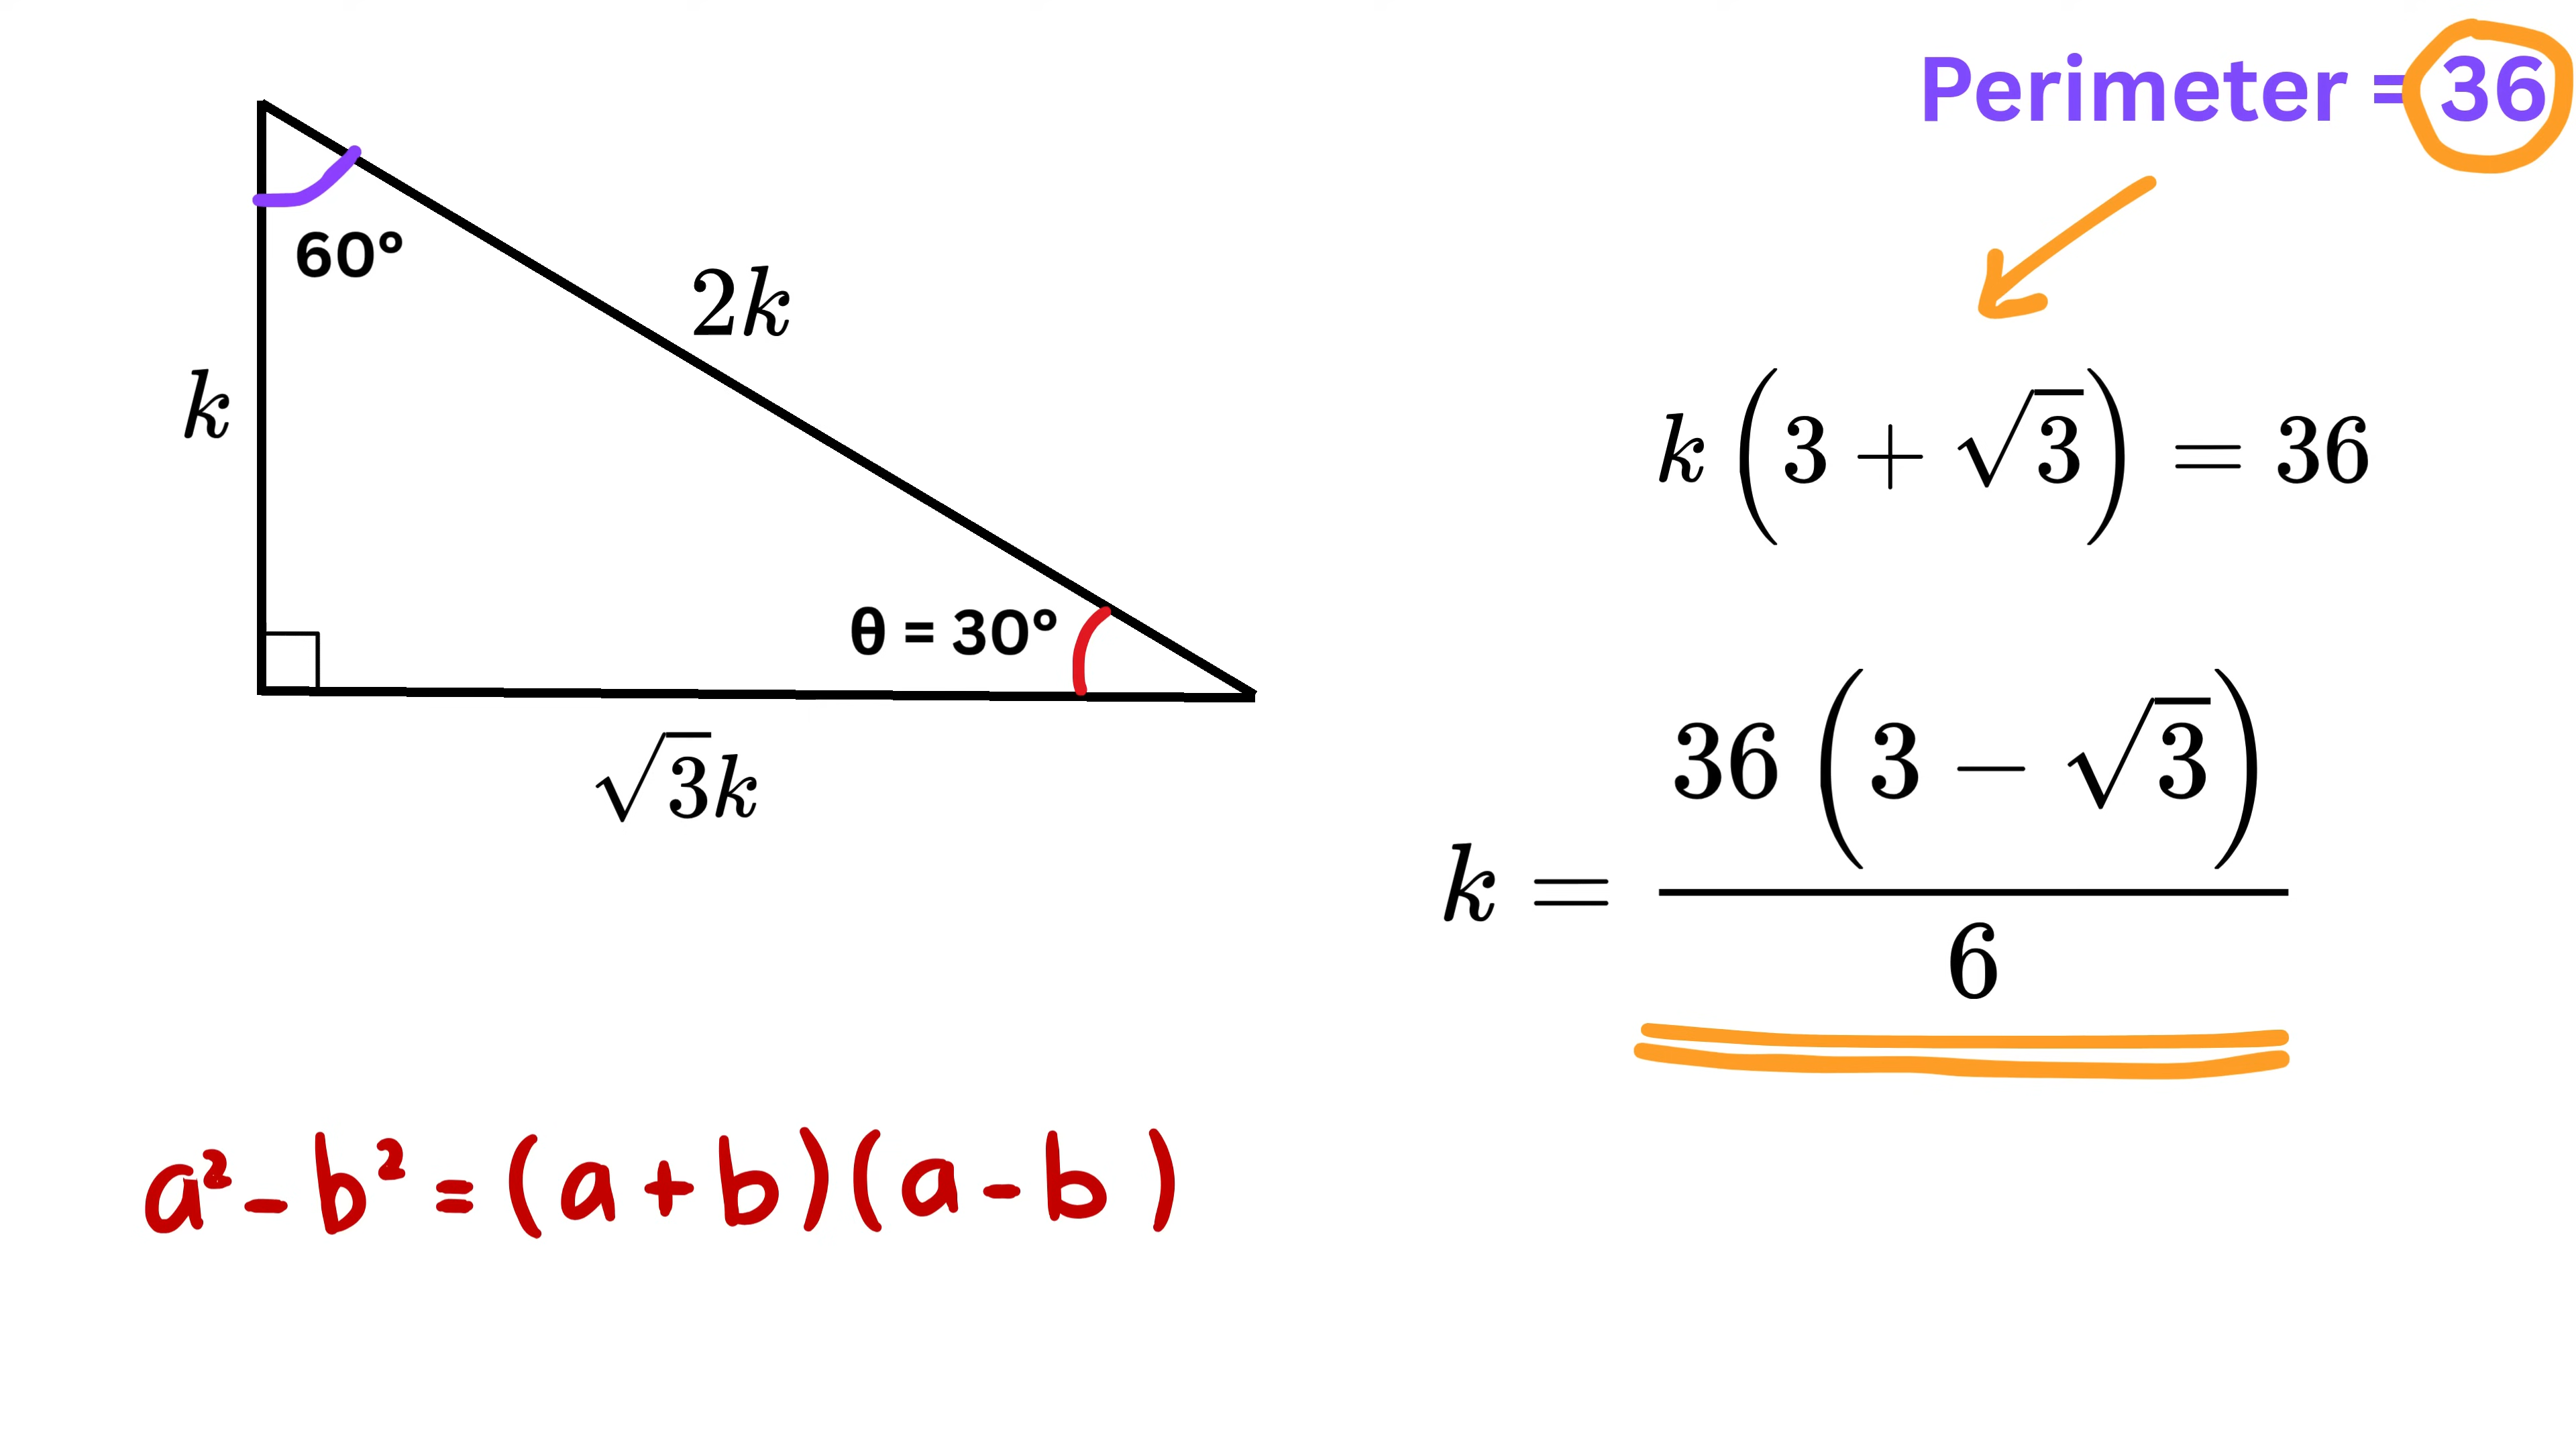 Perimeter = 36
60°
2k
k
θ = 30°
√3k
k(3 + √3) = 36
k = 36(3 − √3)/6
a² - b² = (a + b)(a - b)